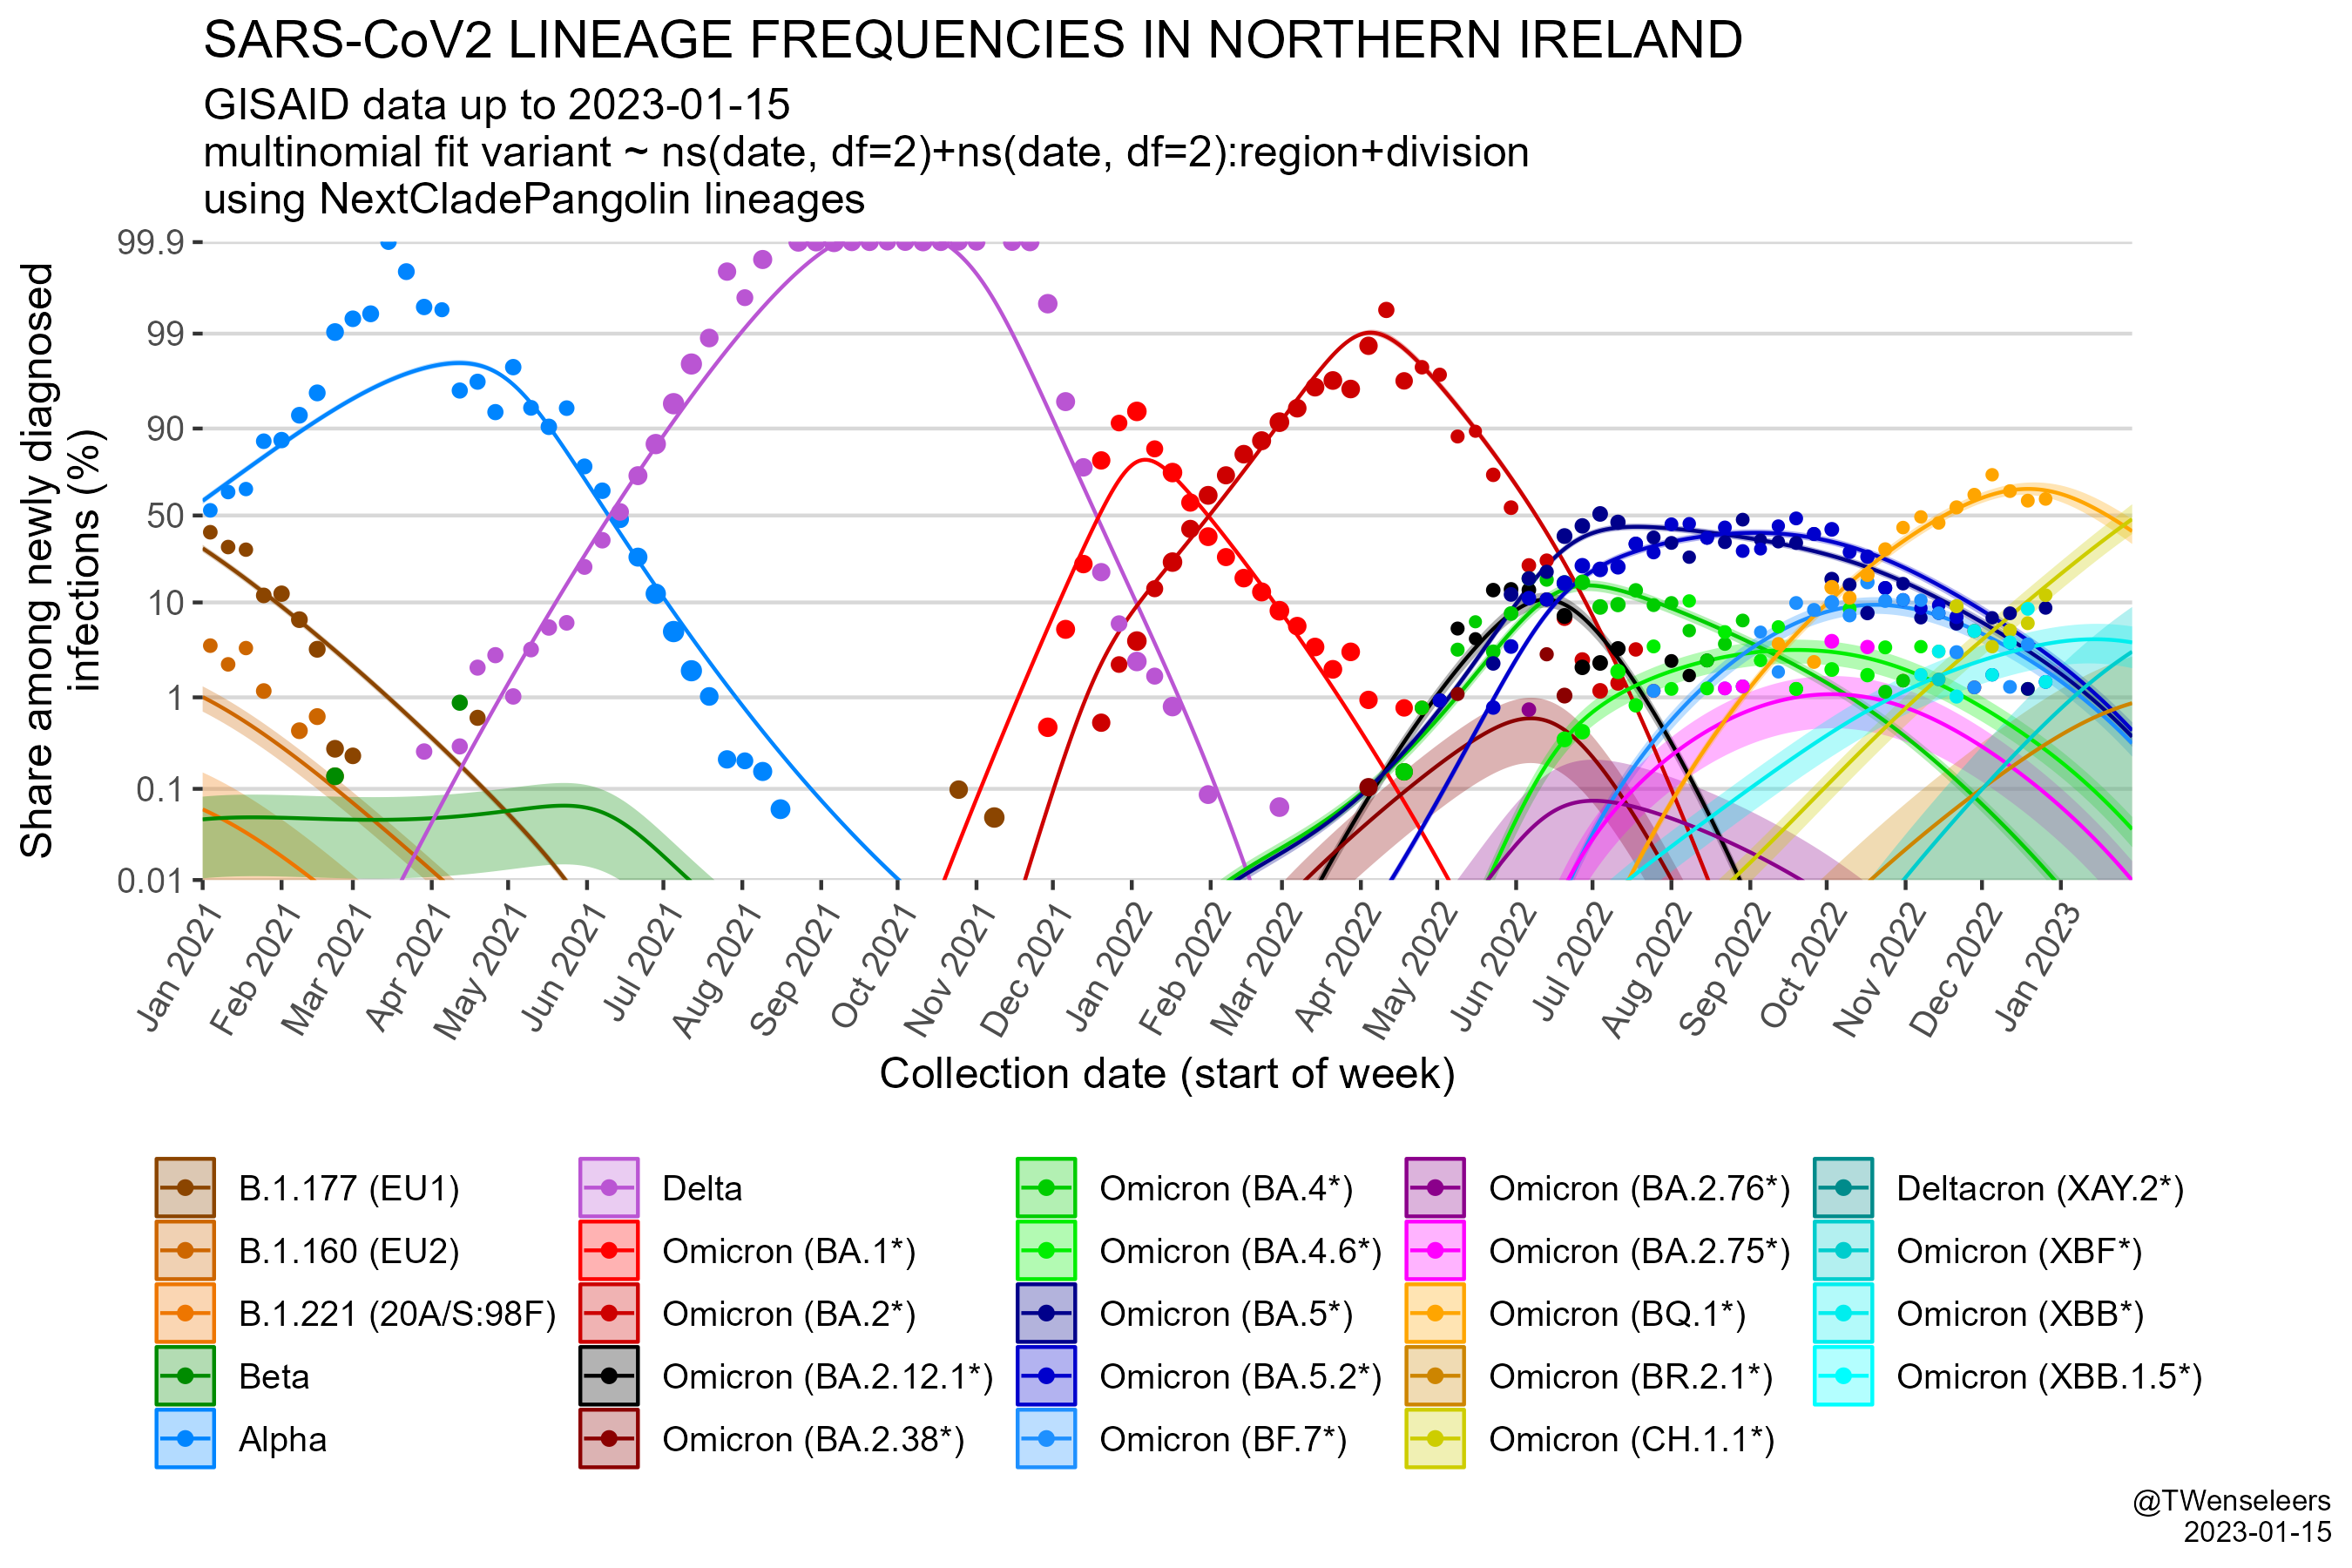 SARS-CoV2 LINEAGE FREQUENCIES IN NORTHERN IRELAND
GISAID data up to 2023-01-15
multinomial fit variant ~ ns(date, df=2)+ns(date, df=2):region+division
using NextCladePangolin lineages
Share among newly diagnosed
infections (%)
99.9
99
90
50
10
1
0.1
0.01
Jan 2021
Feb 2021
Mar 2021
Apr 2021
May 2021
Jun 2021
Jul 2021
Aug 2021
Sep 2021
Oct 2021
Nov 2021
Dec 2021
Jan 2022
Feb 2022
Mar 2022
Apr 2022
May 2022
Jun 2022
Jul 2022
Aug 2022
Sep 2022
Oct 2022
Nov 2022
Dec 2022
Jan 2023
Collection date (start of week)
B.1.177 (EU1)
B.1.160 (EU2)
B.1.221 (20A/S:98F)
Beta
Alpha
Delta
Omicron (BA.1*)
Omicron (BA.2*)
Omicron (BA.2.12.1*)
Omicron (BA.2.38*)
Omicron (BA.4*)
Omicron (BA.4.6*)
Omicron (BA.5*)
Omicron (BA.5.2*)
Omicron (BF.7*)
Omicron (BA.2.76*)
Omicron (BA.2.75*)
Omicron (BQ.1*)
Omicron (BR.2.1*)
Omicron (CH.1.1*)
Deltacron (XAY.2*)
Omicron (XBF*)
Omicron (XBB*)
Omicron (XBB.1.5*)
@TWenseleers
2023-01-15